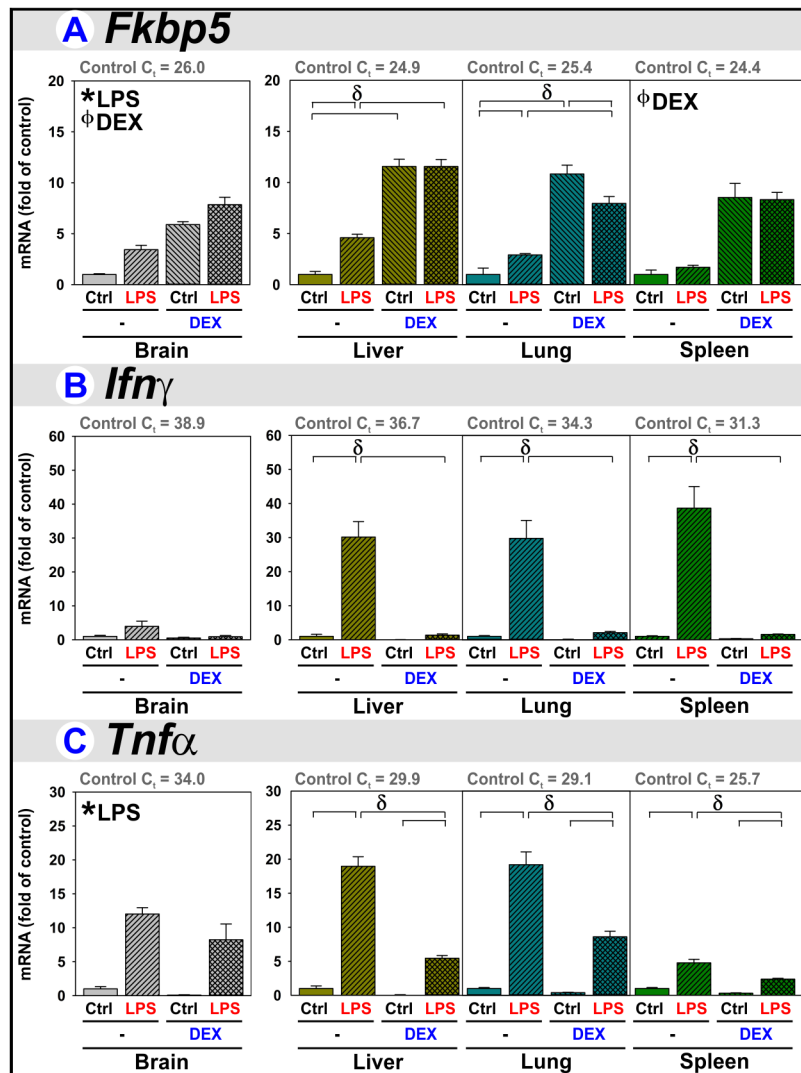 A Fkbp5
Control Ct = 26.0 Control Ct = 24.9 Control Ct = 25.4 Control Ct = 24.4
mRNA (fold of control)
20
15
10
5
0
*LPS
ϕDEX
δ δ
ϕDEX
Ctrl LPS Ctrl LPS Ctrl LPS Ctrl LPS Ctrl LPS Ctrl LPS Ctrl LPS Ctrl LPS
- DEX - DEX - DEX - DEX
Brain Liver Lung Spleen
B Ifnγ
Control Ct = 38.9 Control Ct = 36.7 Control Ct = 34.3 Control Ct = 31.3
mRNA (fold of control)
60
50
40
30
20
10
0
δ δ δ
Ctrl LPS Ctrl LPS Ctrl LPS Ctrl LPS Ctrl LPS Ctrl LPS Ctrl LPS Ctrl LPS
- DEX - DEX - DEX - DEX
Brain Liver Lung Spleen
C Tnfα
Control Ct = 34.0 Control Ct = 29.9 Control Ct = 29.1 Control Ct = 25.7
mRNA (fold of control)
30
25
20
15
10
5
0
*LPS
δ δ δ
Ctrl LPS Ctrl LPS Ctrl LPS Ctrl LPS Ctrl LPS Ctrl LPS Ctrl LPS Ctrl LPS
- DEX - DEX - DEX - DEX
Brain Liver Lung Spleen